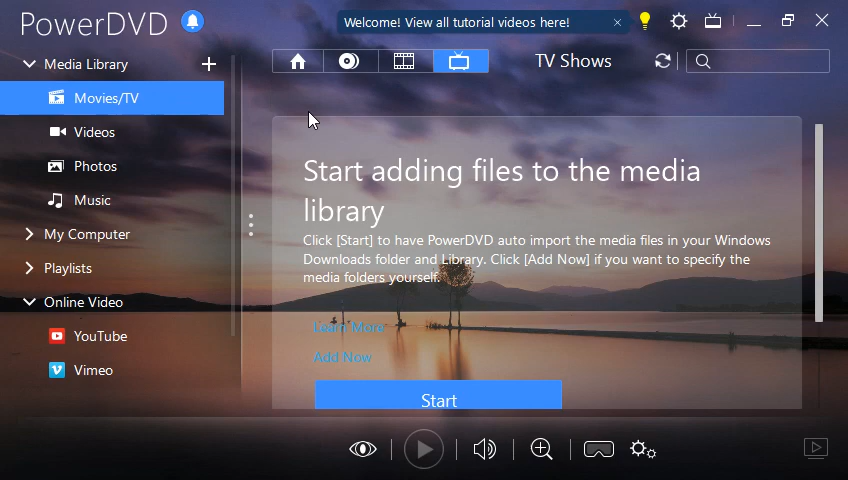 PowerDVD
Welcome! View all tutorial videos here!
Media Library
TV Shows
Movies/TV
Videos
Photos
Music
My Computer
Playlists
Online Video
YouTube
Vimeo
Start adding files to the media
library
Click [Start] to have PowerDVD auto import the media files in your Windows
Downloads folder and Library. Click [Add Now] if you want to specify the
media folders yourself.
Learn More
Add Now
Start